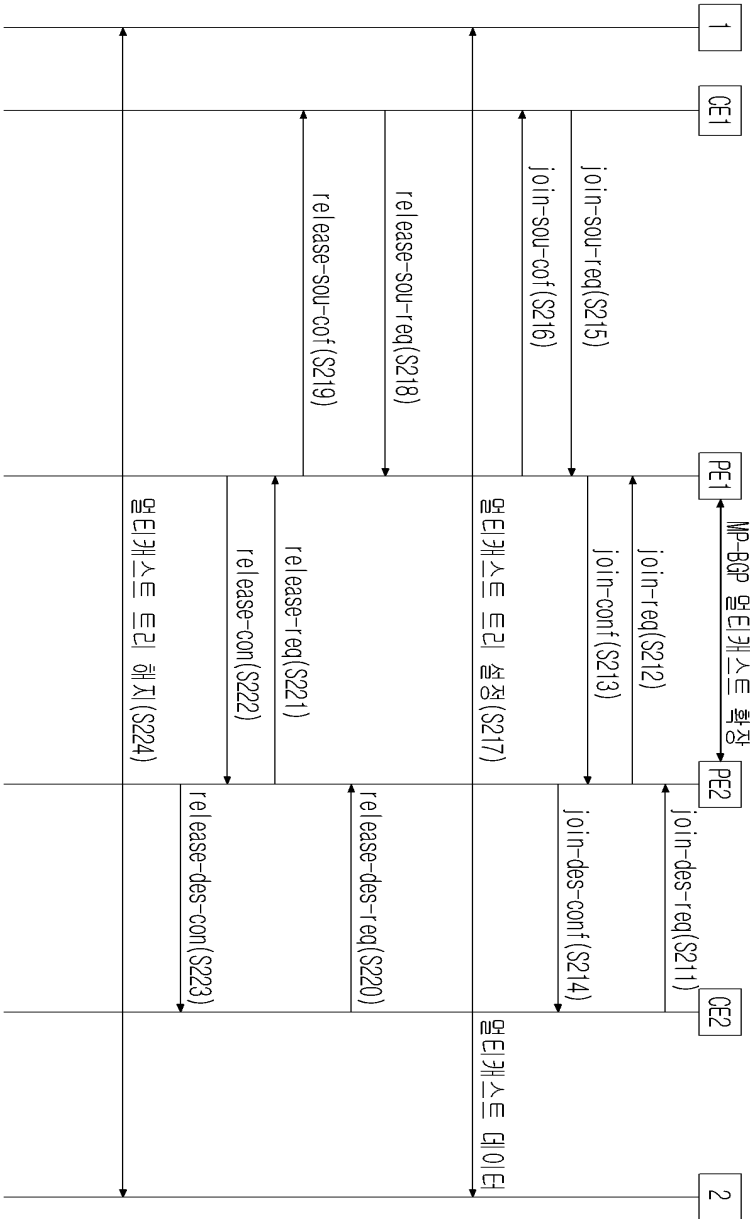 1
CE1
PE1
MP-BGP 멀티캐스트 확장
PE2
CE2
2
join-des-req(S211)
join-req(S212)
join-conf(S213)
join-des-conf(S214)
join-sou-req(S215)
join-sou-cof(S216)
멀티캐스트 트리 설정(S217)
멀티캐스트 데이터
release-sou-req(S218)
release-sou-cof(S219)
release-des-req(S220)
release-req(S221)
release-con(S222)
release-des-con(S223)
멀티캐스트 트리 해지(S224)